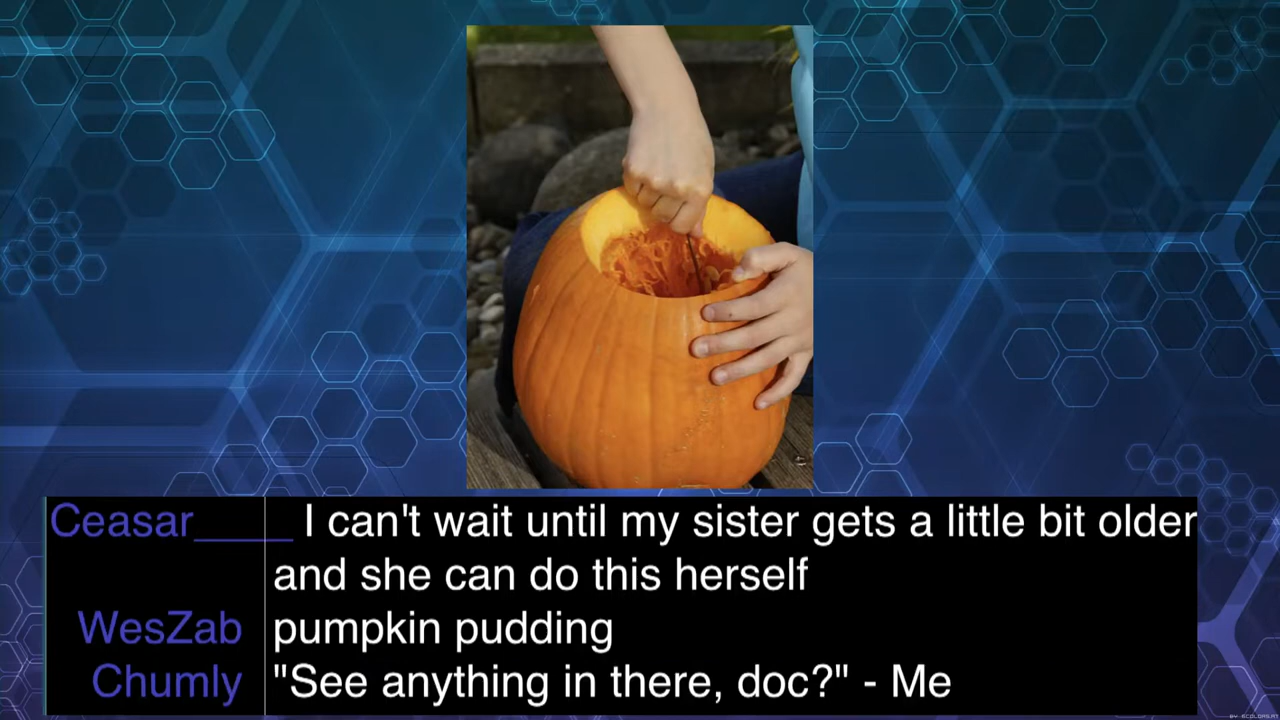 Ceasar_____ I can't wait until my sister gets a little bit older
and she can do this herself
WesZab pumpkin pudding
Chumly "See anything in there, doc?" - Me